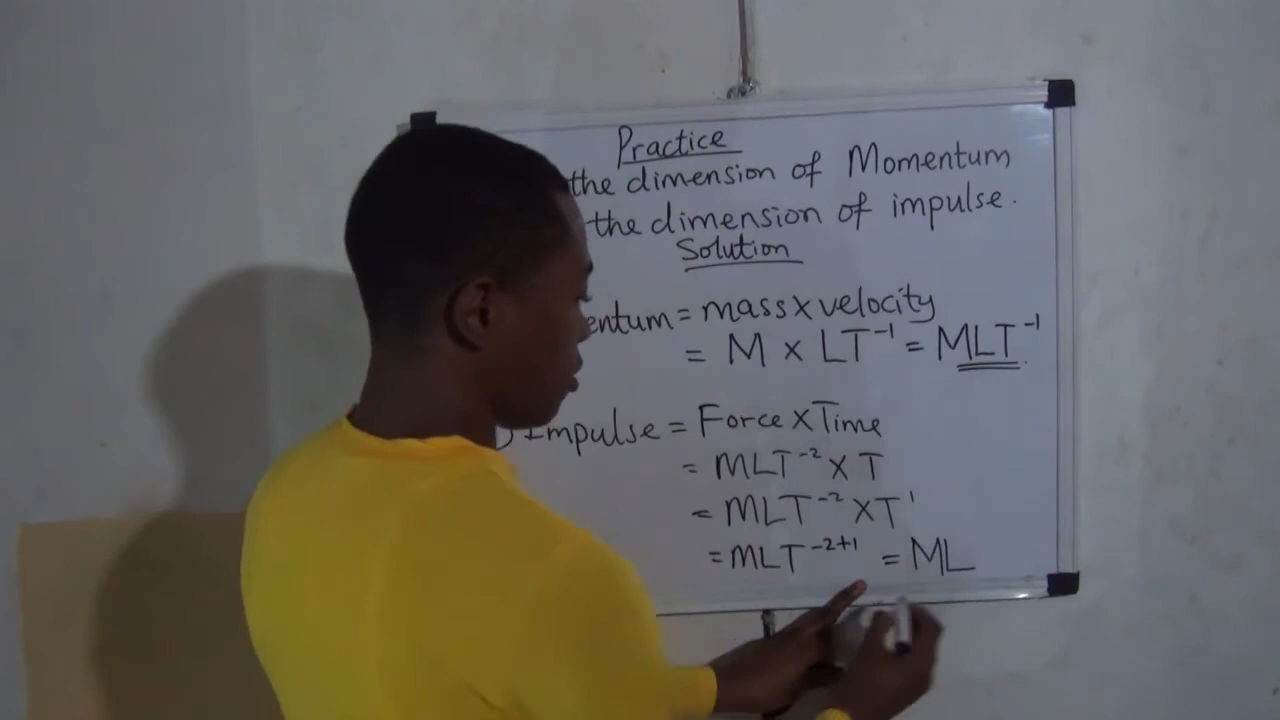 Practice
the dimension of Momentum
the dimension of impulse.
Solution
entum = mass x velocity
= M x LT⁻¹ = MLT⁻¹
Impulse = Force x Time
= MLT⁻² x T
= MLT⁻² x T¹
= MLT⁻²⁺¹ = ML